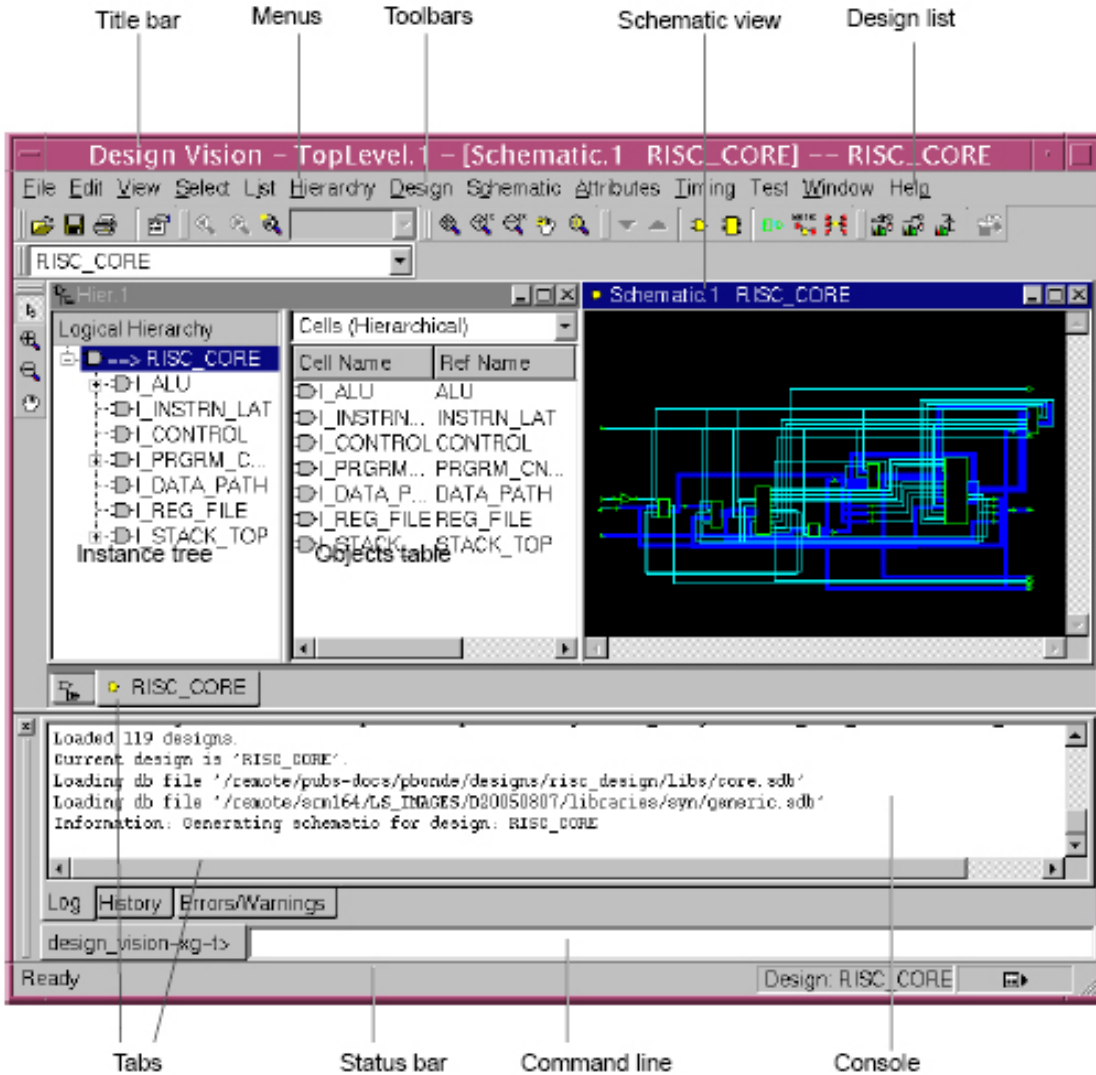 Title bar Menus Toolbars Schematic view Design list
Design Vision - TopLevel.1 - [Schematic.1 RISC_CORE] -- RISC_CORE
File Edit View Select List Hierarchy Design Schematic Attributes Timing Test Window Help
RISC_CORE
Hier.1
Logical Hierarchy
--> RISC_CORE
I_ALU
I_INSTRN_LAT
I_CONTROL
I_PRGRM_C...
I_DATA_PATH
I_REG_FILE
I_STACK_TOP
Instance tree
Cells (Hierarchical)
Cell Name Ref Name
I_ALU ALU
I_INSTRN... INSTRN_LAT
I_CONTROL CONTROL
I_PRGRM... PRGRM_CN...
I_DATA_P... DATA_PATH
I_REG_FILE REG_FILE
I_STACK... STACK_TOP
Objects table
Schematic.1 RISC_CORE
RISC_CORE
Loaded 119 designs.
Current design is 'RISC_CORE'.
Loading db file '/remote/pubs-docs/pbonde/designs/risc_design/libs/core.sdb'
Loading db file '/remote/srm164/LS_IMAGES/D20050807/libraries/syn/generic.sdb'
Information: Generating schematic for design: RISC_CORE
Log History Errors/Warnings
design_vision-xg-t>
Ready Design: RISC_CORE
Tabs Status bar Command line Console